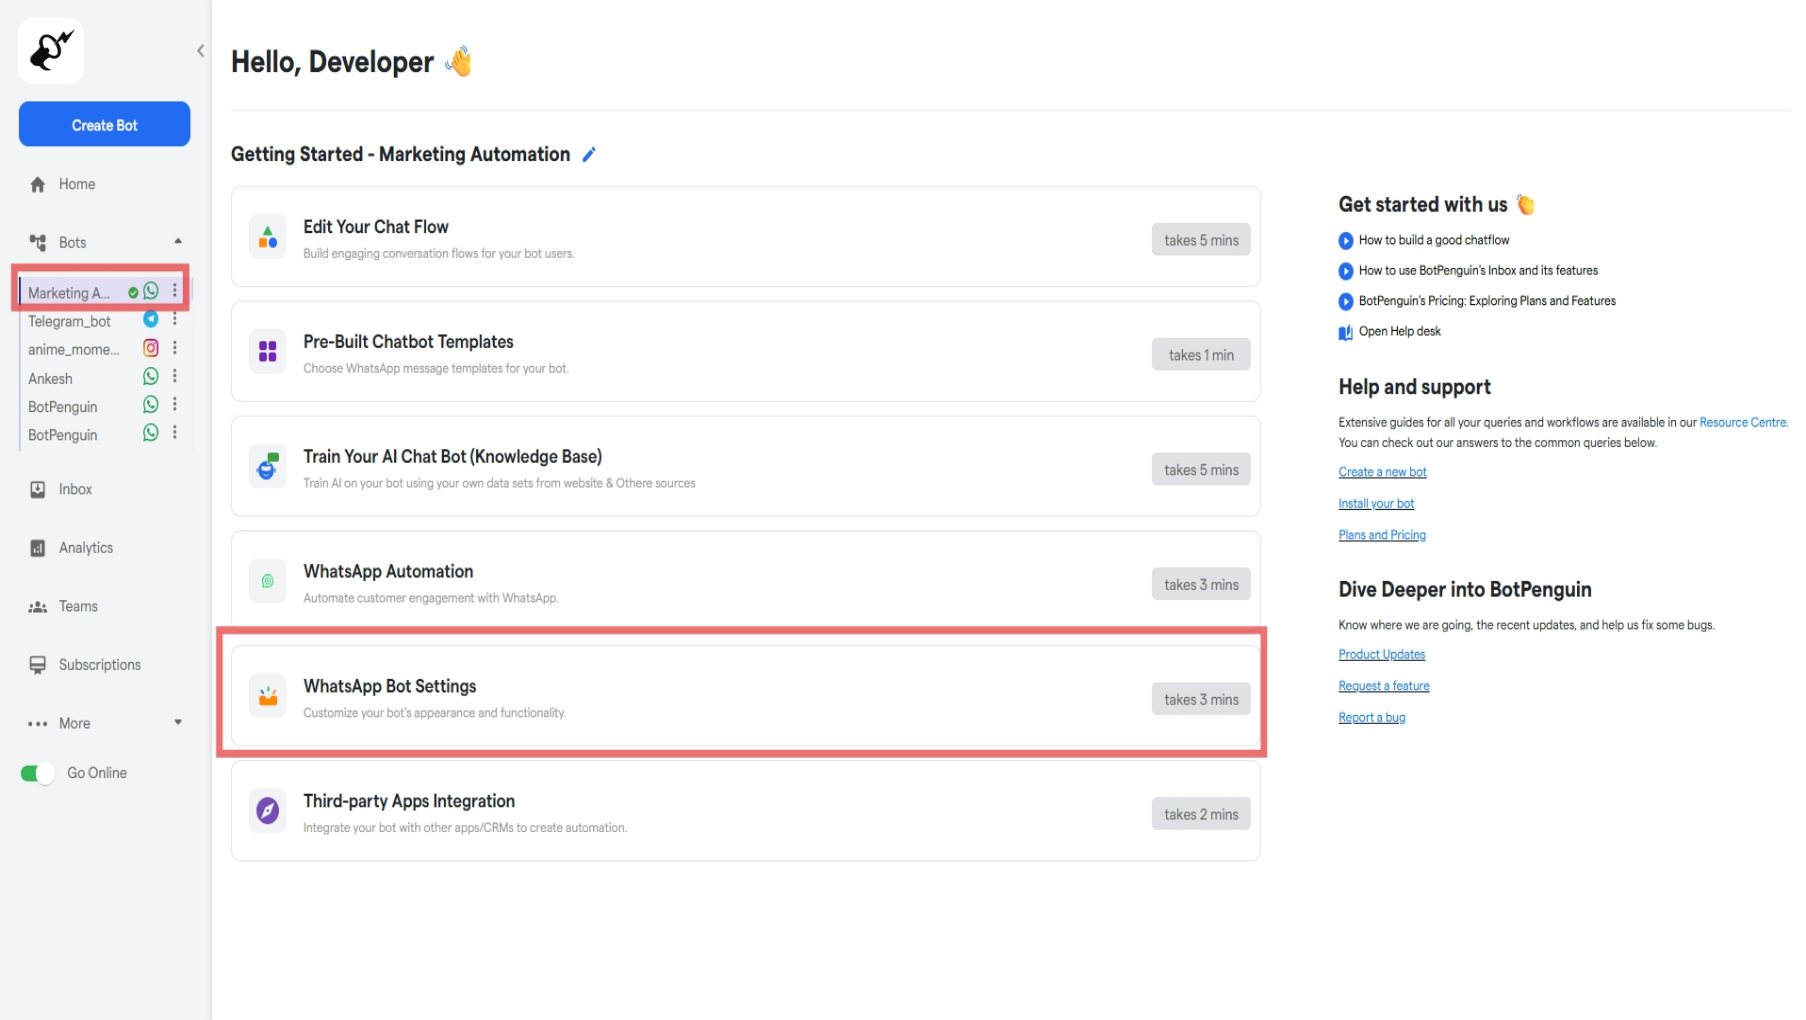 Create Bot
Home
Bots
Marketing A...
Telegram_bot
anime_mome...
Ankesh
BotPenguin
BotPenguin
Inbox
Analytics
Teams
Subscriptions
More
Go Online
Hello, Developer
Getting Started - Marketing Automation
Edit Your Chat Flow
Build engaging conversation flows for your bot users.
takes 5 mins
Pre-Built Chatbot Templates
Choose WhatsApp message templates for your bot.
takes 1 min
Train Your AI Chat Bot (Knowledge Base)
Train AI on your bot using your own data sets from website & Othere sources
takes 5 mins
WhatsApp Automation
Automate customer engagement with WhatsApp.
takes 3 mins
WhatsApp Bot Settings
Customize your bot's appearance and functionality.
takes 3 mins
Third-party Apps Integration
Integrate your bot with other apps/CRMs to create automation.
takes 2 mins
Get started with us
How to build a good chatflow
How to use BotPenguin's Inbox and its features
BotPenguin's Pricing: Exploring Plans and Features
Open Help desk
Help and support
Extensive guides for all your queries and workflows are available in our Resource Centre.
You can check out our answers to the common queries below.
Create a new bot
Install your bot
Plans and Pricing
Dive Deeper into BotPenguin
Know where we are going, the recent updates, and help us fix some bugs.
Product Updates
Request a feature
Report a bug